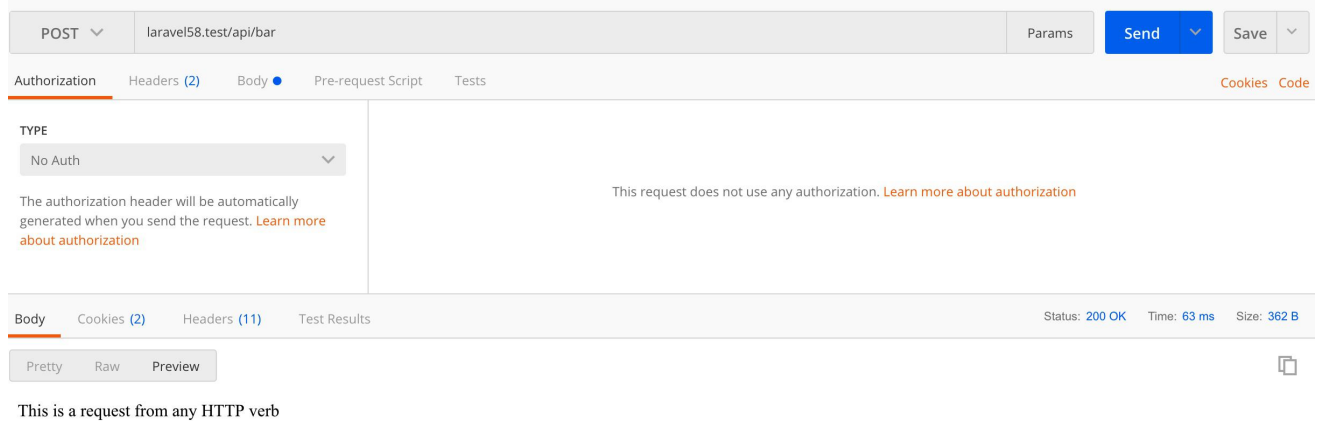 POST laravel58.test/api/bar Params Send Save
Authorization Headers (2) Body Pre-request Script Tests Cookies Code
TYPE
No Auth
The authorization header will be automatically
generated when you send the request. Learn more
about authorization
This request does not use any authorization. Learn more about authorization
Body Cookies (2) Headers (11) Test Results Status: 200 OK Time: 63 ms Size: 362 B
Pretty Raw Preview
This is a request from any HTTP verb